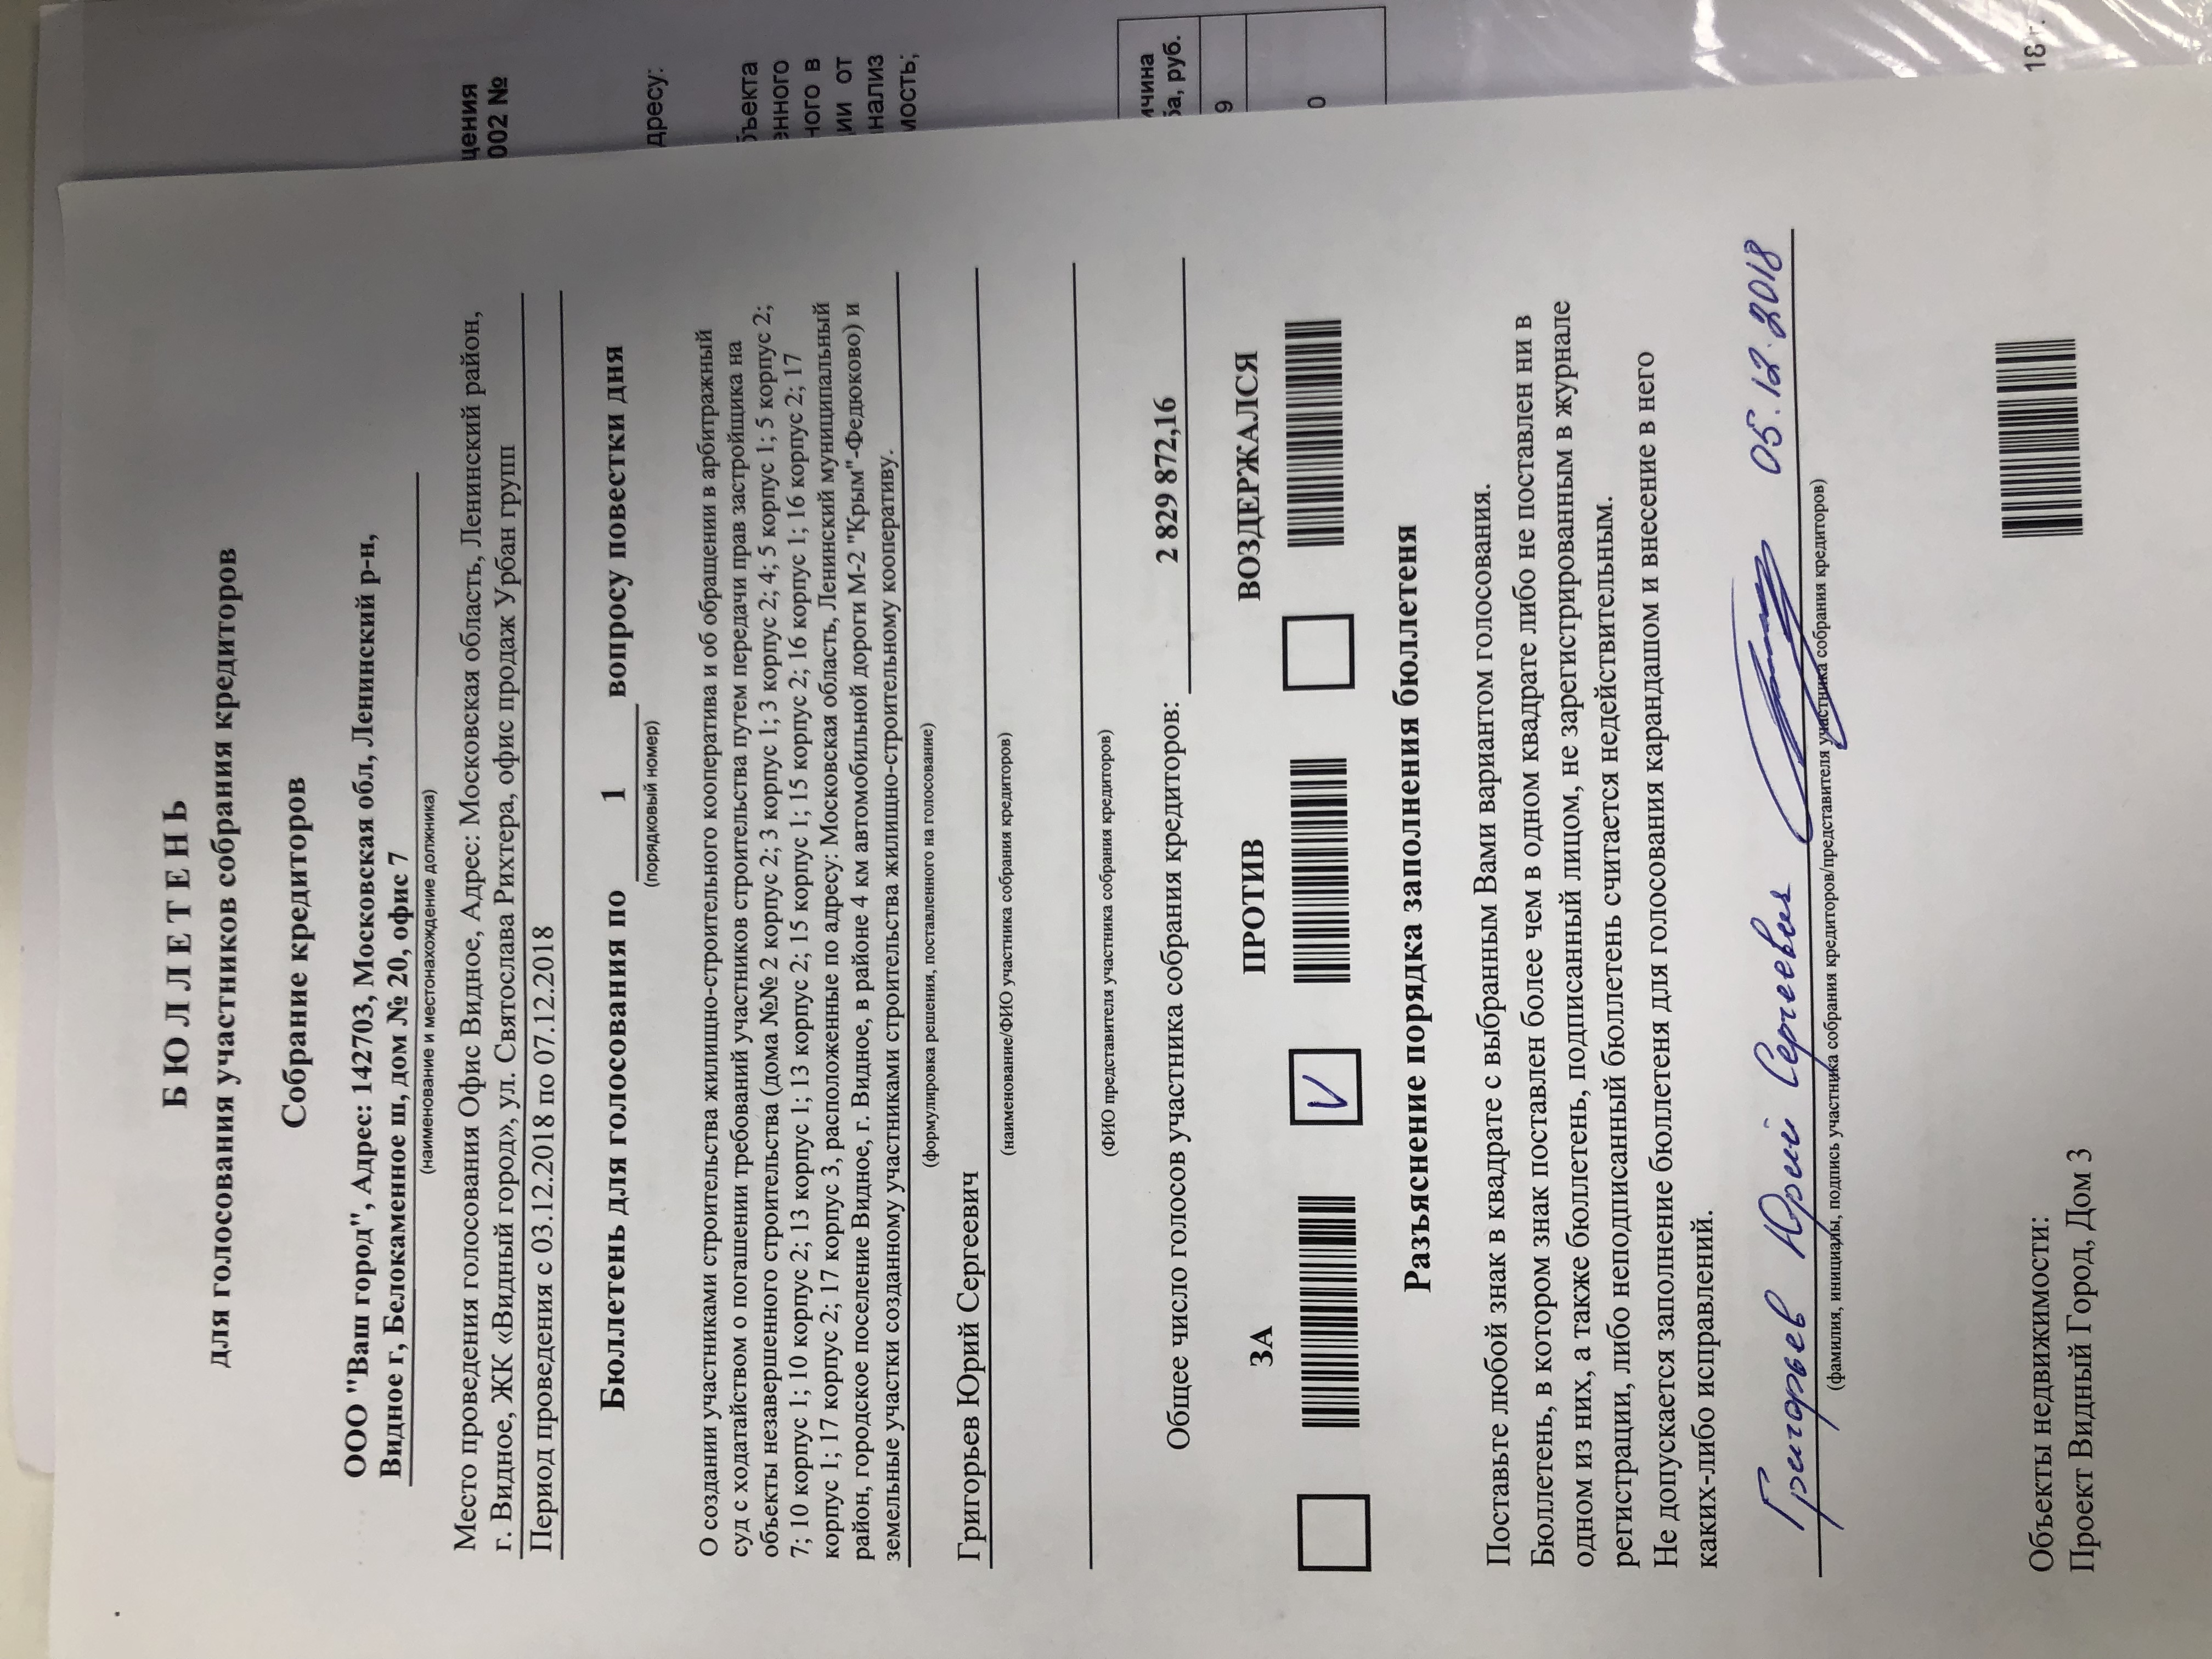 БЮЛЛЕТЕНЬ
для голосования участников собрания кредиторов
Собрание кредиторов
ООО "Ваш город", Адрес: 142703, Московская обл, Ленинский р-н,
Видное г, Белокаменное ш, дом № 20, офис 7
(наименование и местонахождение должника)
Место проведения голосования Офис Видное, Адрес: Московская область, Ленинский район,
г. Видное, ЖК «Видный город», ул. Святослава Рихтера, офис продаж Урбан групп
Период проведения с 03.12.2018 по 07.12.2018
Бюллетень для голосования по 1 вопросу повестки дня
(порядковый номер)
О создании участниками строительства жилищно-строительного кооператива и об обращении в арбитражный
суд с ходатайством о погашении требований участников строительства путем передачи прав застройщика на
объекты незавершенного строительства (дома №№ 2 корпус 2; 3 корпус 1; 3 корпус 2; 4; 5 корпус 1; 5 корпус 2;
7; 10 корпус 1; 10 корпус 2; 13 корпус 1; 13 корпус 2; 15 корпус 1; 15 корпус 2; 16 корпус 1; 16 корпус 2; 17
корпус 1; 17 корпус 2; 17 корпус 3, расположенные по адресу: Московская область, Ленинский муниципальный
район, городское поселение Видное, г. Видное, в районе 4 км автомобильной дороги М-2 "Крым"-Федюково) и
земельные участки созданному участниками строительства жилищно-строительному кооперативу.
(формулировка решения, поставленного на голосование)
Григорьев Юрий Сергеевич
(наименование/ФИО участника собрания кредиторов)
(ФИО представителя участника собрания кредиторов)
Общее число голосов участника собрания кредиторов: 2 829 872,16
ЗА ПРОТИВ ВОЗДЕРЖАЛСЯ
V
Разъяснение порядка заполнения бюллетеня
Поставьте любой знак в квадрате с выбранным Вами вариантом голосования.
Бюллетень, в котором знак поставлен более чем в одном квадрате либо не поставлен ни в
одном из них, а также бюллетень, подписанный лицом, не зарегистрированным в журнале
регистрации, либо неподписанный бюллетень считается недействительным.
Не допускается заполнение бюллетеня для голосования карандашом и внесение в него
каких-либо исправлений.
Григорьев Юрий Сергеевич 05.12.2018
(фамилия, инициалы, подпись участника собрания кредиторов/представителя участника собрания кредиторов)
Объекты недвижимости:
Проект Видный Город, Дом 3
002 №
дресу:
ного в
ии от
ба, руб.
9
0